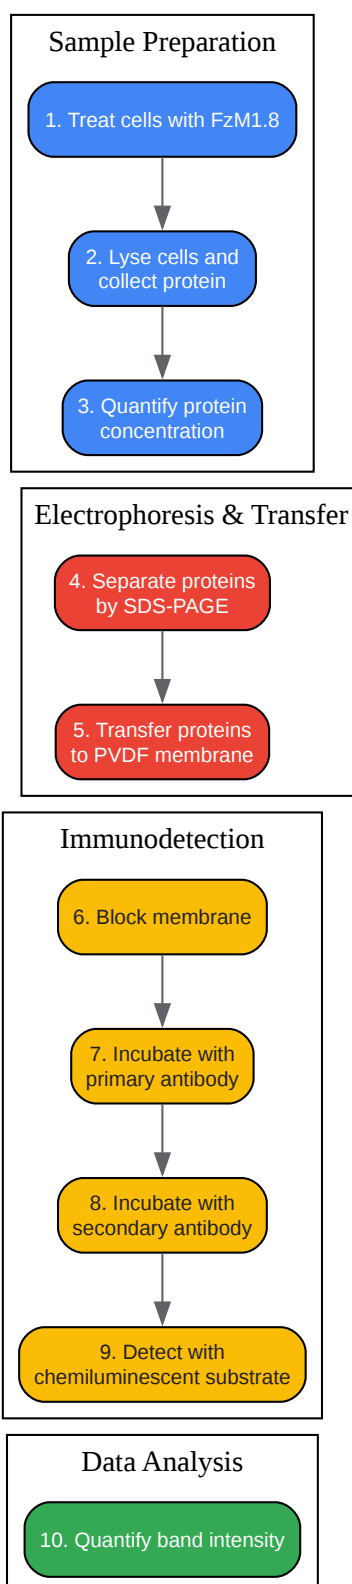 Sample Preparation
1. Treat cells with FzM1.8
2. Lyse cells and
collect protein
3. Quantify protein
concentration
Electrophoresis & Transfer
4. Separate proteins
by SDS-PAGE
5. Transfer proteins
to PVDF membrane
Immunodetection
6. Block membrane
7. Incubate with
primary antibody
8. Incubate with
secondary antibody
9. Detect with
chemiluminescent substrate
Data Analysis
10. Quantify band intensity